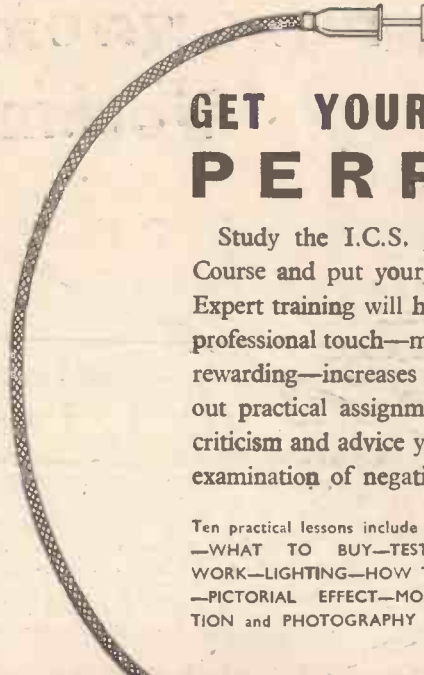 GET YOUR
PERF
Study the I.C.S.
Course and put your
Expert training will h
professional touch—m
rewarding—increases
out practical assignm
criticism and advice y
examination of negati
Ten practical lessons include
—WHAT TO BUY—TEST
WORK—LIGHTING—HOW T
—PICTORIAL EFFECT—MO
TION and PHOTOGRAPHY